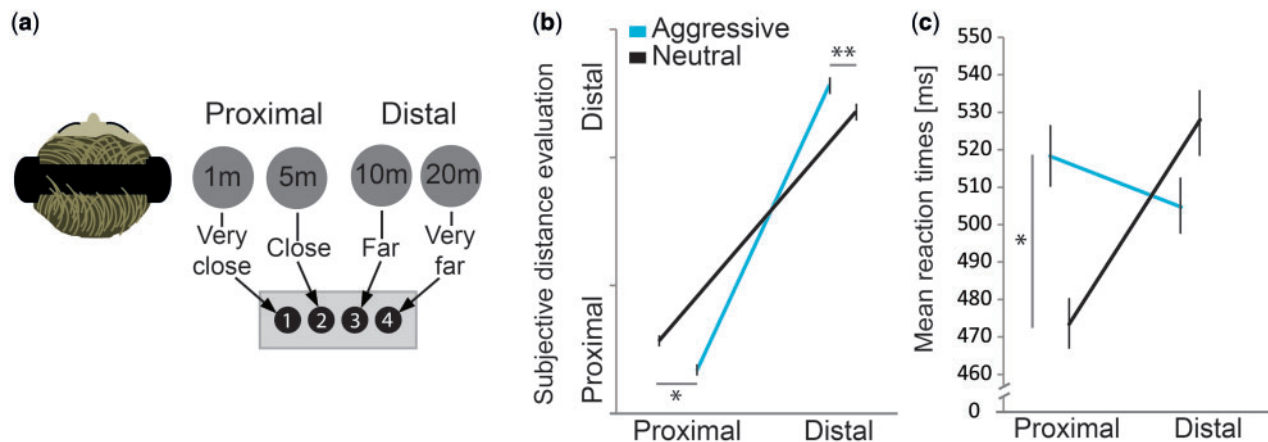 (a)
Proximal Distal
1m 5m 10m 20m
Very
close
Close
Far
Very
far
1 2 3 4
(b)
Aggressive
Neutral
**
*
Subjective distance evaluation
Distal
Proximal
Proximal Distal
(c)
Mean reaction times [ms]
550
540
530
520
510
500
490
480
470
460
0
*
Proximal Distal